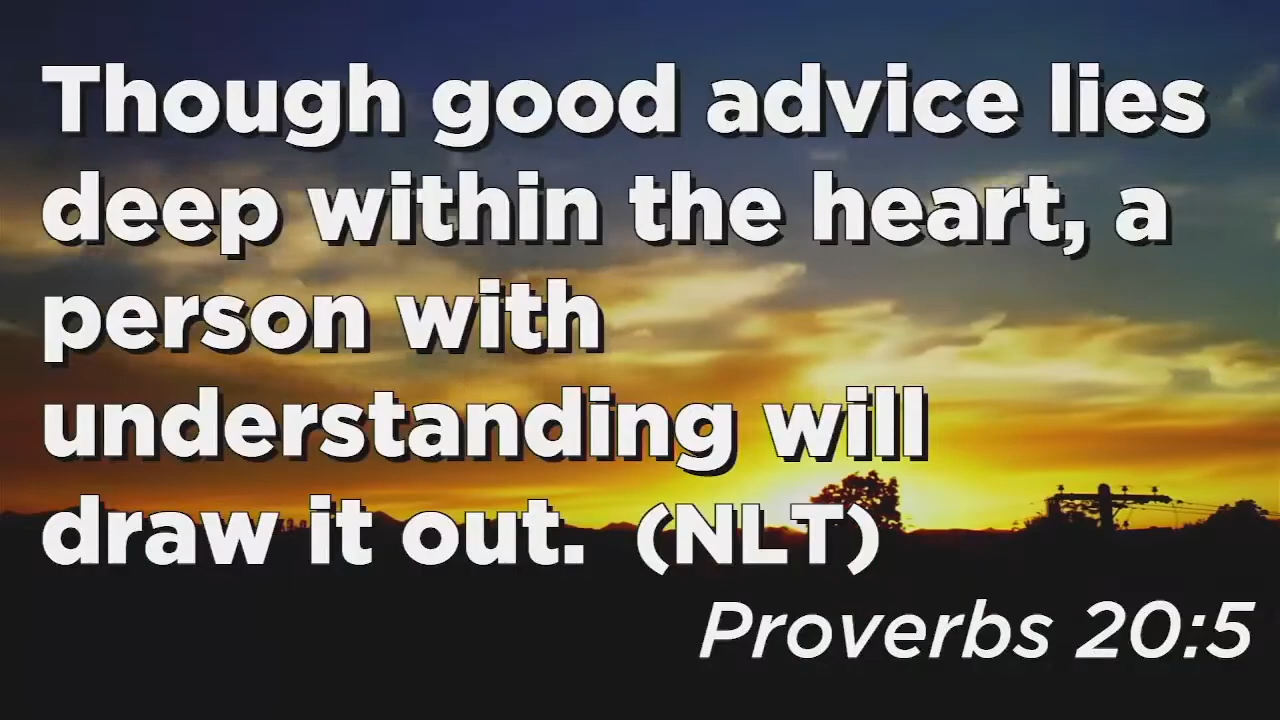 Though good advice lies
deep within the heart, a
person with
understanding will
draw it out.  (NLT)
Proverbs 20:5